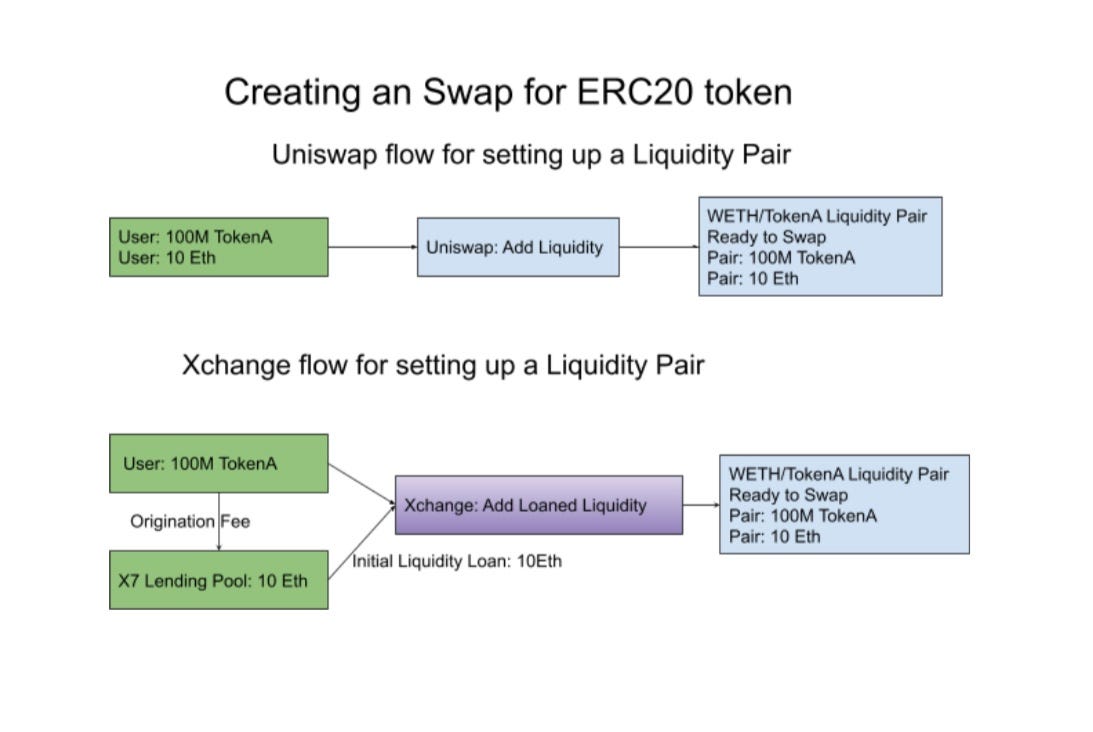 Creating an Swap for ERC20 token
Uniswap flow for setting up a Liquidity Pair
User: 100M TokenA
User: 10 Eth
Uniswap: Add Liquidity
WETH/TokenA Liquidity Pair
Ready to Swap
Pair: 100M TokenA
Pair: 10 Eth
Xchange flow for setting up a Liquidity Pair
User: 100M TokenA
Origination Fee
X7 Lending Pool: 10 Eth
Xchange: Add Loaned Liquidity
Initial Liquidity Loan: 10Eth
WETH/TokenA Liquidity Pair
Ready to Swap
Pair: 100M TokenA
Pair: 10 Eth